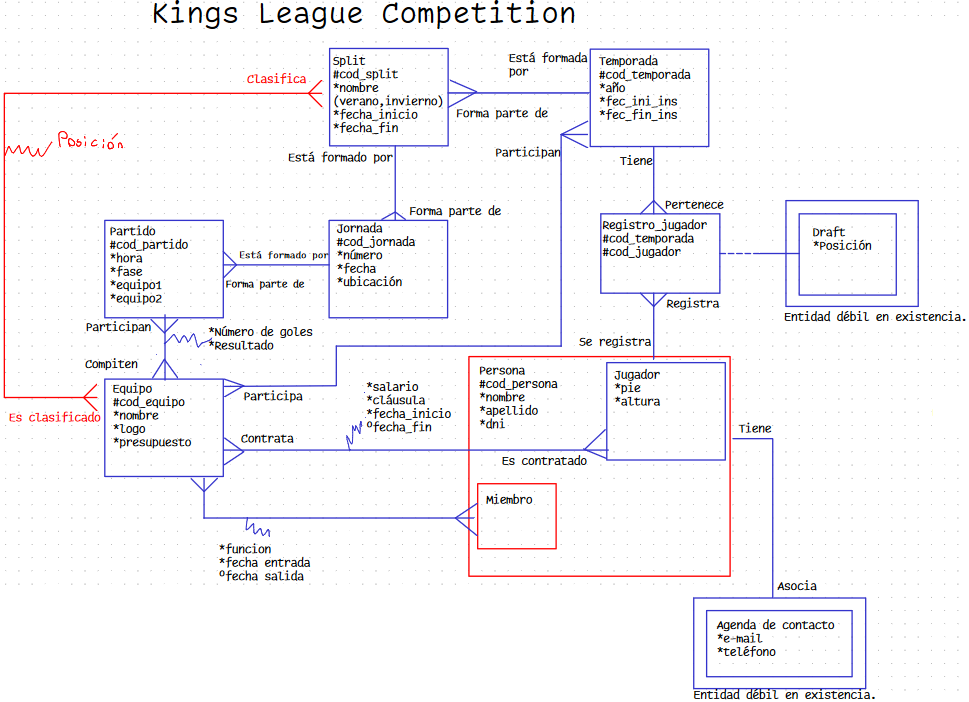 Kings League Competition
Split
#cod_split
*nombre
(verano,invierno)
*fecha_inicio
*fecha_fin
Está formada
por
Temporada
#cod_temporada
*año
*fec_ini_ins
*fec_fin_ins
Clasifica
Forma parte de
Posición
Está formado por
Participan
Tiene
Forma parte de
Pertenece
Partido
#cod_partido
*hora
*fase
*equipo1
*equipo2
Está formado por
Forma parte de
Jornada
#cod_jornada
*número
*fecha
*ubicación
Registro_jugador
#cod_temporada
#cod_jugador
Draft
*Posición
Registra
Entidad débil en existencia.
Participan
*Número de goles
*Resultado
Se registra
Compiten
Equipo
#cod_equipo
*nombre
*logo
*presupuesto
Es clasificado
Participa
*salario
*cláusula
*fecha_inicio
ºfecha_fin
Persona
#cod_persona
*nombre
*apellido
*dni
Jugador
*pie
*altura
Contrata
Es contratado
Tiene
Miembro
*funcion
*fecha entrada
ºfecha salida
Asocia
Agenda de contacto
*e-mail
*teléfono
Entidad débil en existencia.